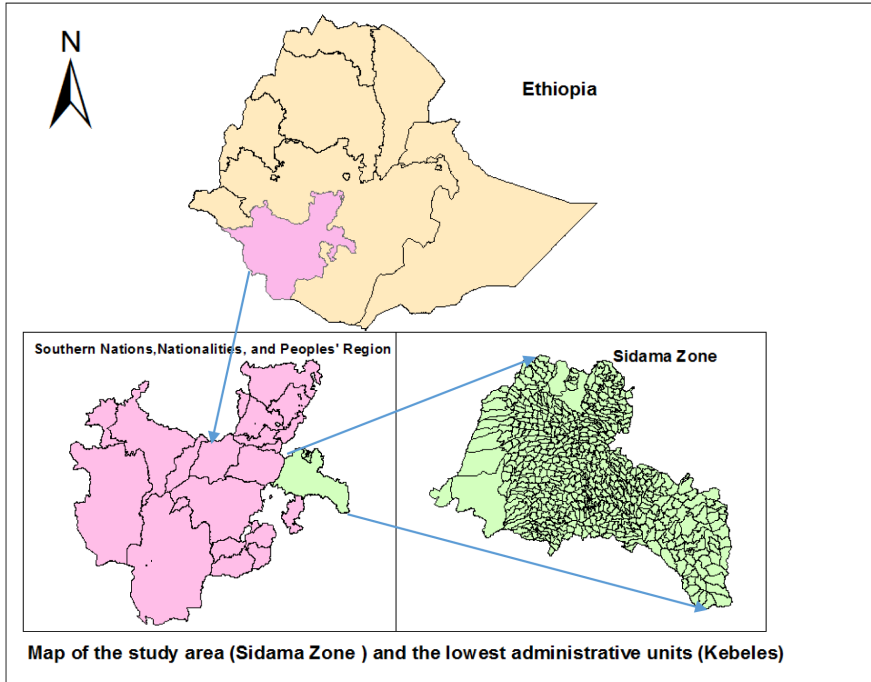 N
Ethiopia
Southern Nations,Nationalities, and Peoples' Region
Sidama Zone
Map of the study area (Sidama Zone ) and the lowest administrative units (Kebeles)